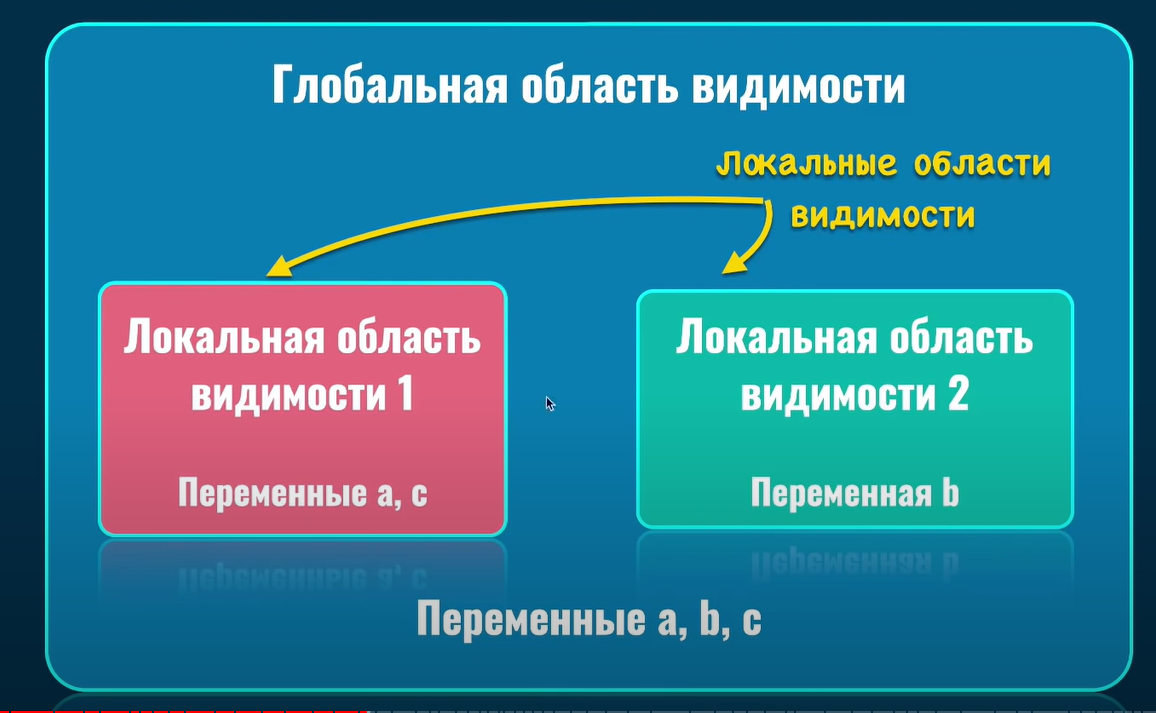 Глобальная область видимости
Локальные области
видимости
Локальная область
видимости 1
Переменные a, c
Локальная область
видимости 2
Переменная b
Переменные a, b, c